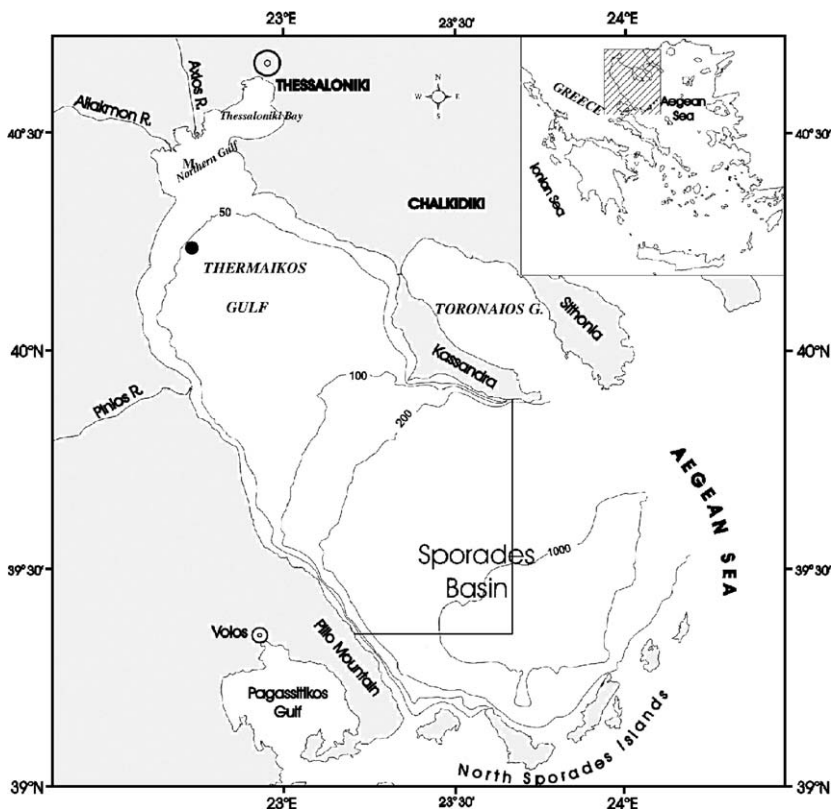 23°E
23°30'
24°E
THESSALONIKI
Axios R.
Aliakmon R.
Thessaloniki Bay
N
W
E
S
GREECE
Aegean
Sea
Ionian Sea
40°30'
40°30'
M.
Northern Gulf
CHALKIDIKI
50
THERMAIKOS
GULF
TORONAIOS G.
Sithonia
40°N
40°N
Kassandra
100
200
Pinios R.
AEGEAN SEA
Sporades
Basin
1000
39°30'
39°30'
Volos
Pilio Mountain
Pagassitikos
Gulf
North Sporades Islands
39°N
39°N
23°E
23°30'
24°E